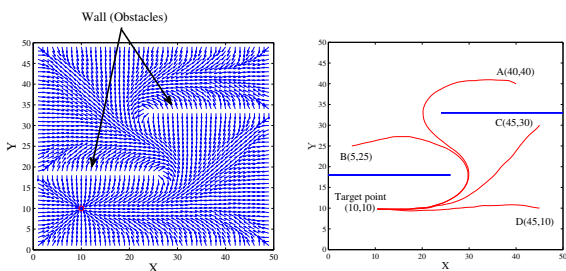 Wall (Obstacles)
50
45
40
35
30
25
20
15
10
5
0
Y
0 10 20 30 40 50
X
50
45
40
35
30
25
20
15
10
5
0
Y
A(40,40)
C(45,30)
B(5,25)
Target point
(10,10)
D(45,10)
0 10 20 30 40 50
X